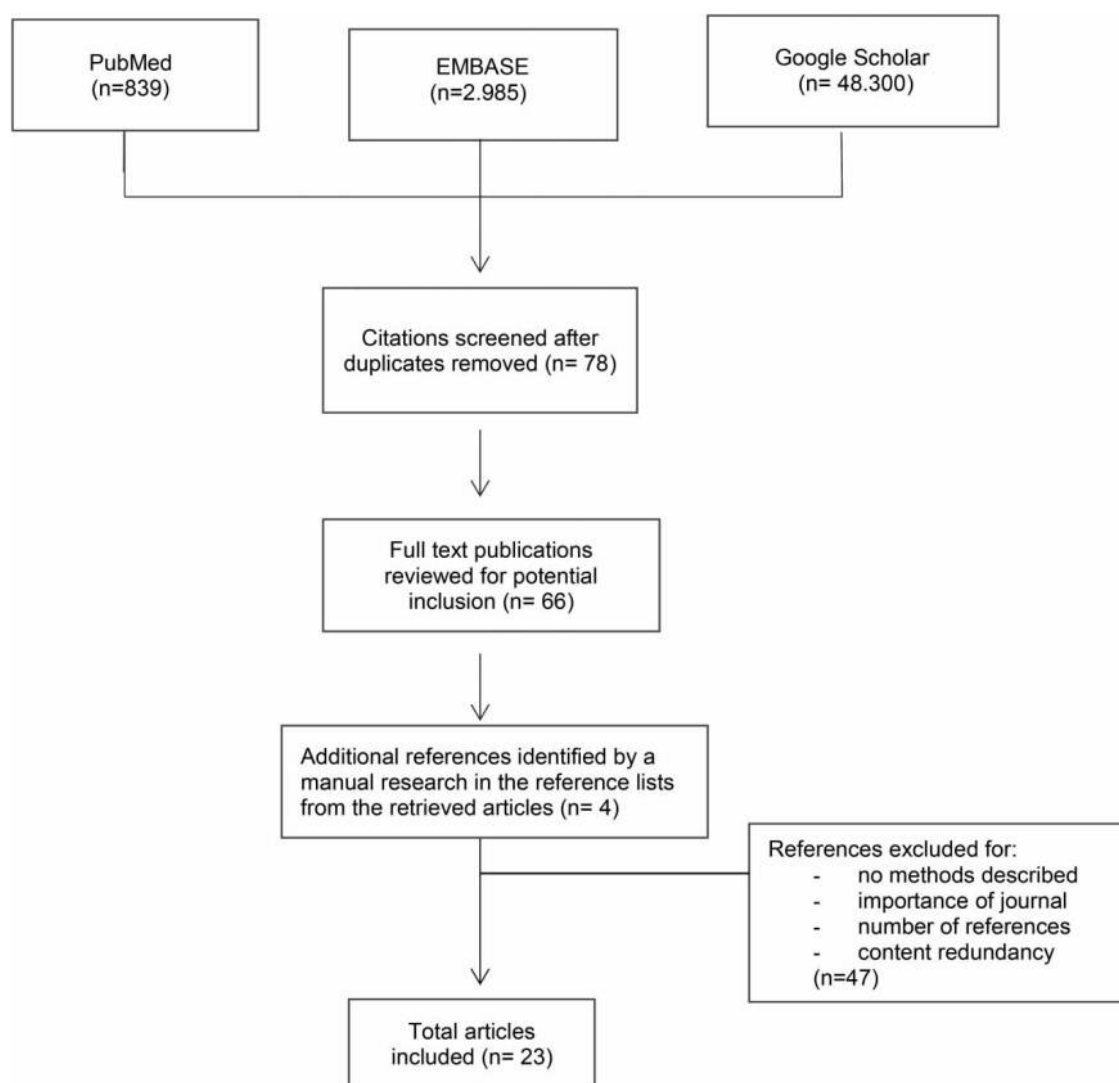 PubMed
(n=839)
EMBASE
(n=2.985)
Google Scholar
(n= 48.300)
Citations screened after
duplicates removed (n= 78)
Full text publications
reviewed for potential
inclusion (n= 66)
Additional references identified by a
manual research in the reference lists
from the retrieved articles (n= 4)
References excluded for:
- no methods described
- importance of journal
- number of references
- content redundancy
(n=47)
Total articles
included (n= 23)